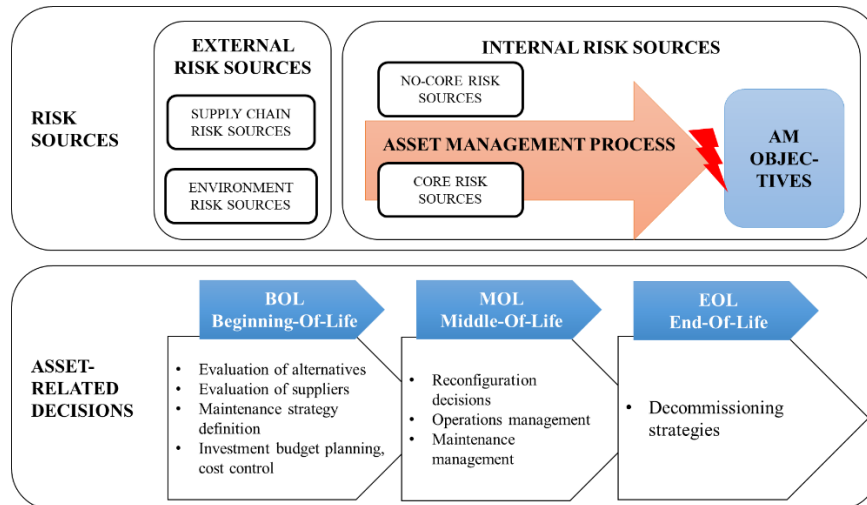 EXTERNAL
RISK SOURCES
INTERNAL RISK SOURCES
RISK
SOURCES
SUPPLY CHAIN
RISK SOURCES
ENVIRONMENT
RISK SOURCES
NO-CORE RISK
SOURCES
ASSET MANAGEMENT PROCESS
CORE RISK
SOURCES
AM
OBJEC-
TIVES
ASSET-
RELATED
DECISIONS
BOL
Beginning-Of-Life
• Evaluation of alternatives
• Evaluation of suppliers
• Maintenance strategy
definition
• Investment budget planning,
cost control
MOL
Middle-Of-Life
• Reconfiguration
decisions
• Operations management
• Maintenance
management
EOL
End-Of-Life
• Decommissioning
strategies